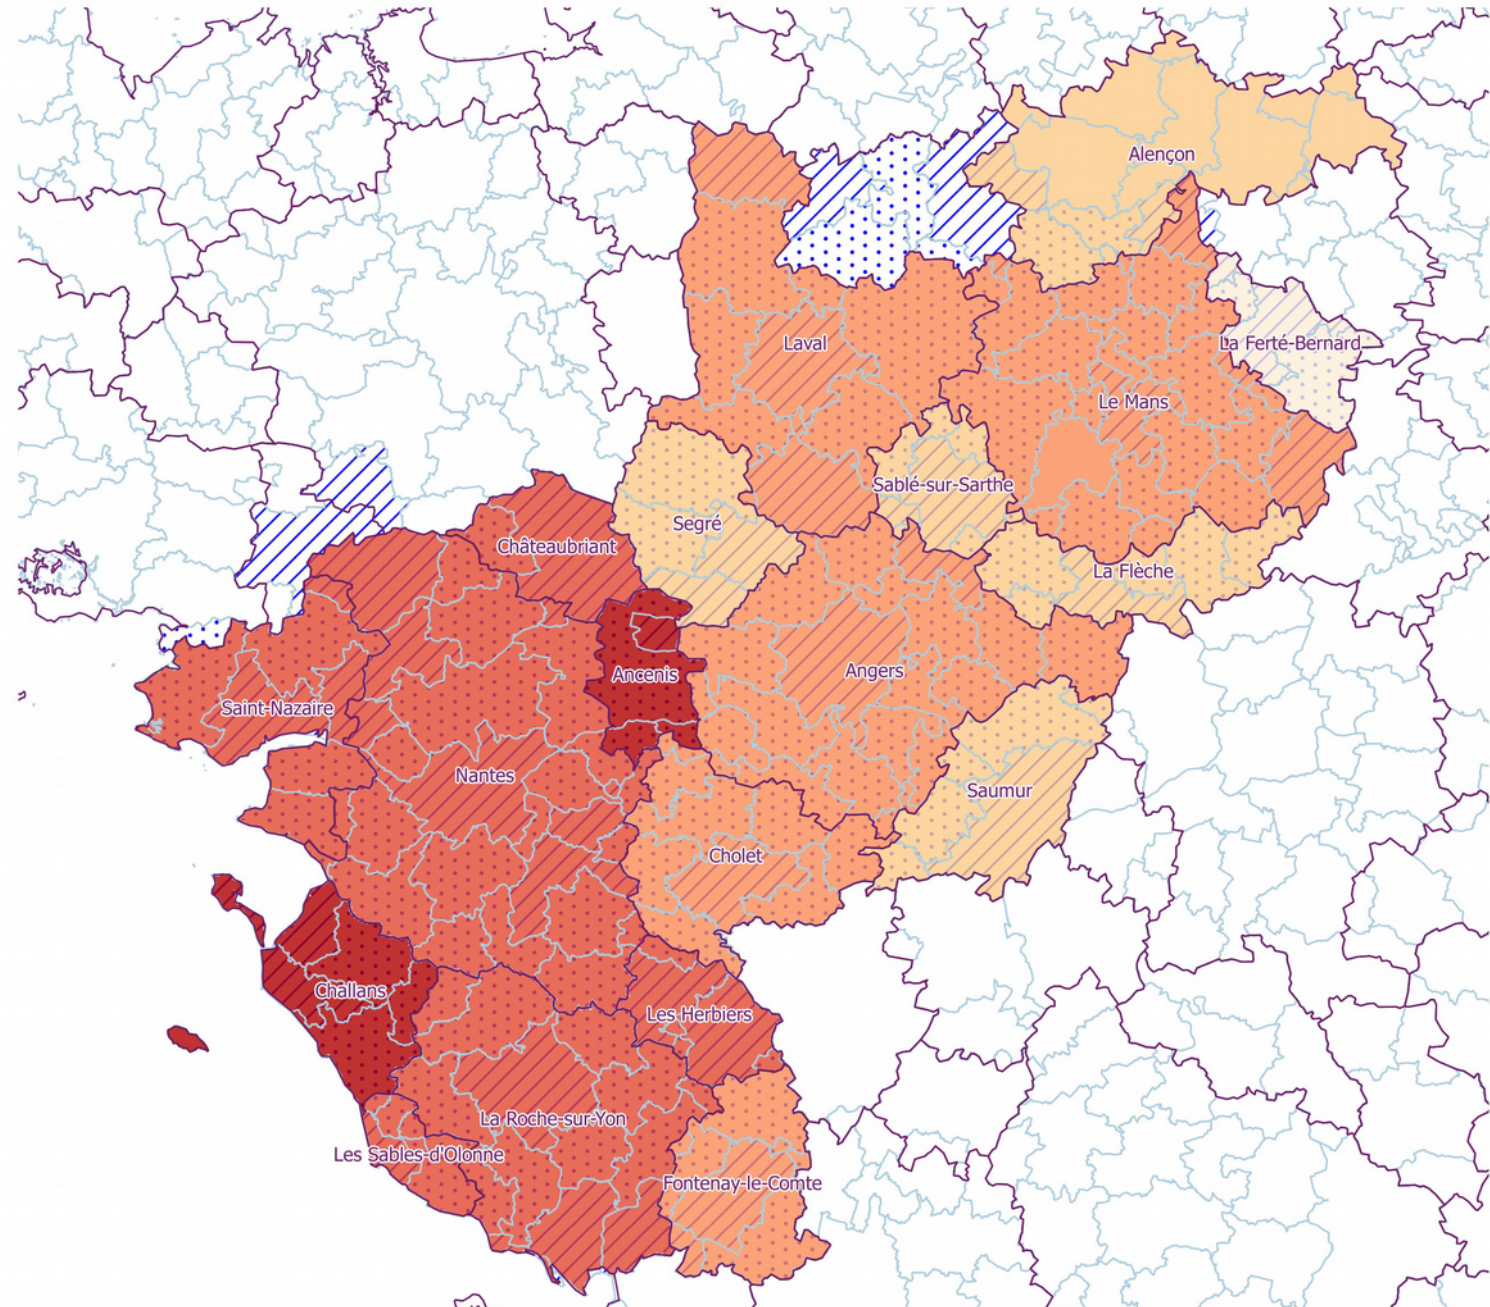 Alençon
Laval
La Ferté-Bernard
Le Mans
Sablé-sur-Sarthe
Segré
Châteaubriant
La Flèche
Ancenis
Angers
Saint-Nazaire
Nantes
Saumur
Cholet
Challans
Les Herbiers
La Roche-sur-Yon
Les Sables-d'Olonne
Fontenay-le-Comte